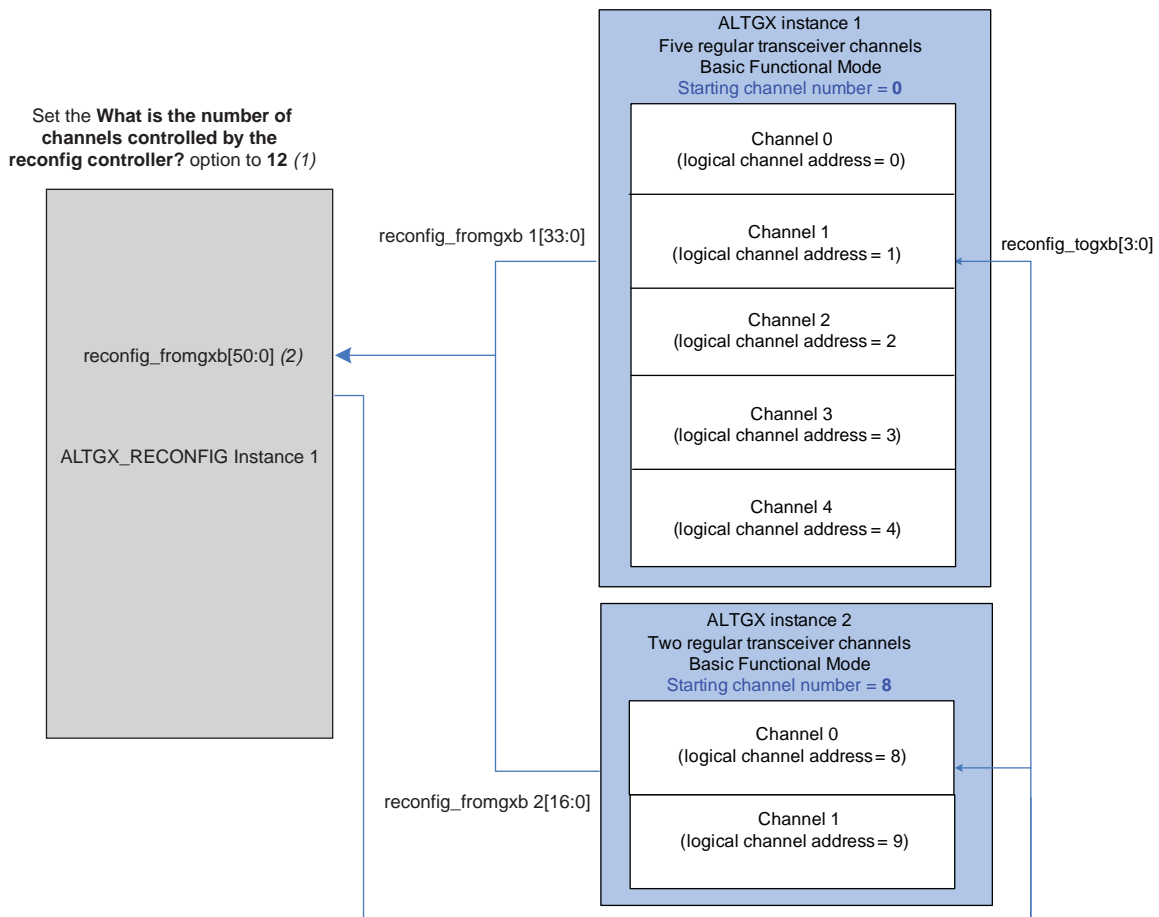 Set the What is the number of
channels controlled by the
reconfig controller? option to 12 (1)
reconfig_fromgxb[50:0] (2)
ALTGX_RECONFIG Instance 1
reconfig_fromgxb 1[33:0]
reconfig_fromgxb 2[16:0]
ALTGX instance 1
Five regular transceiver channels
Basic Functional Mode
Starting channel number = 0
Channel 0
(logical channel address = 0)
Channel 1
(logical channel address = 1)
Channel 2
(logical channel address = 2
Channel 3
(logical channel address = 3)
Channel 4
(logical channel address = 4)
reconfig_togxb[3:0]
ALTGX instance 2
Two regular transceiver channels
Basic Functional Mode
Starting channel number = 8
Channel 0
(logical channel address = 8)
Channel 1
(logical channel address = 9)